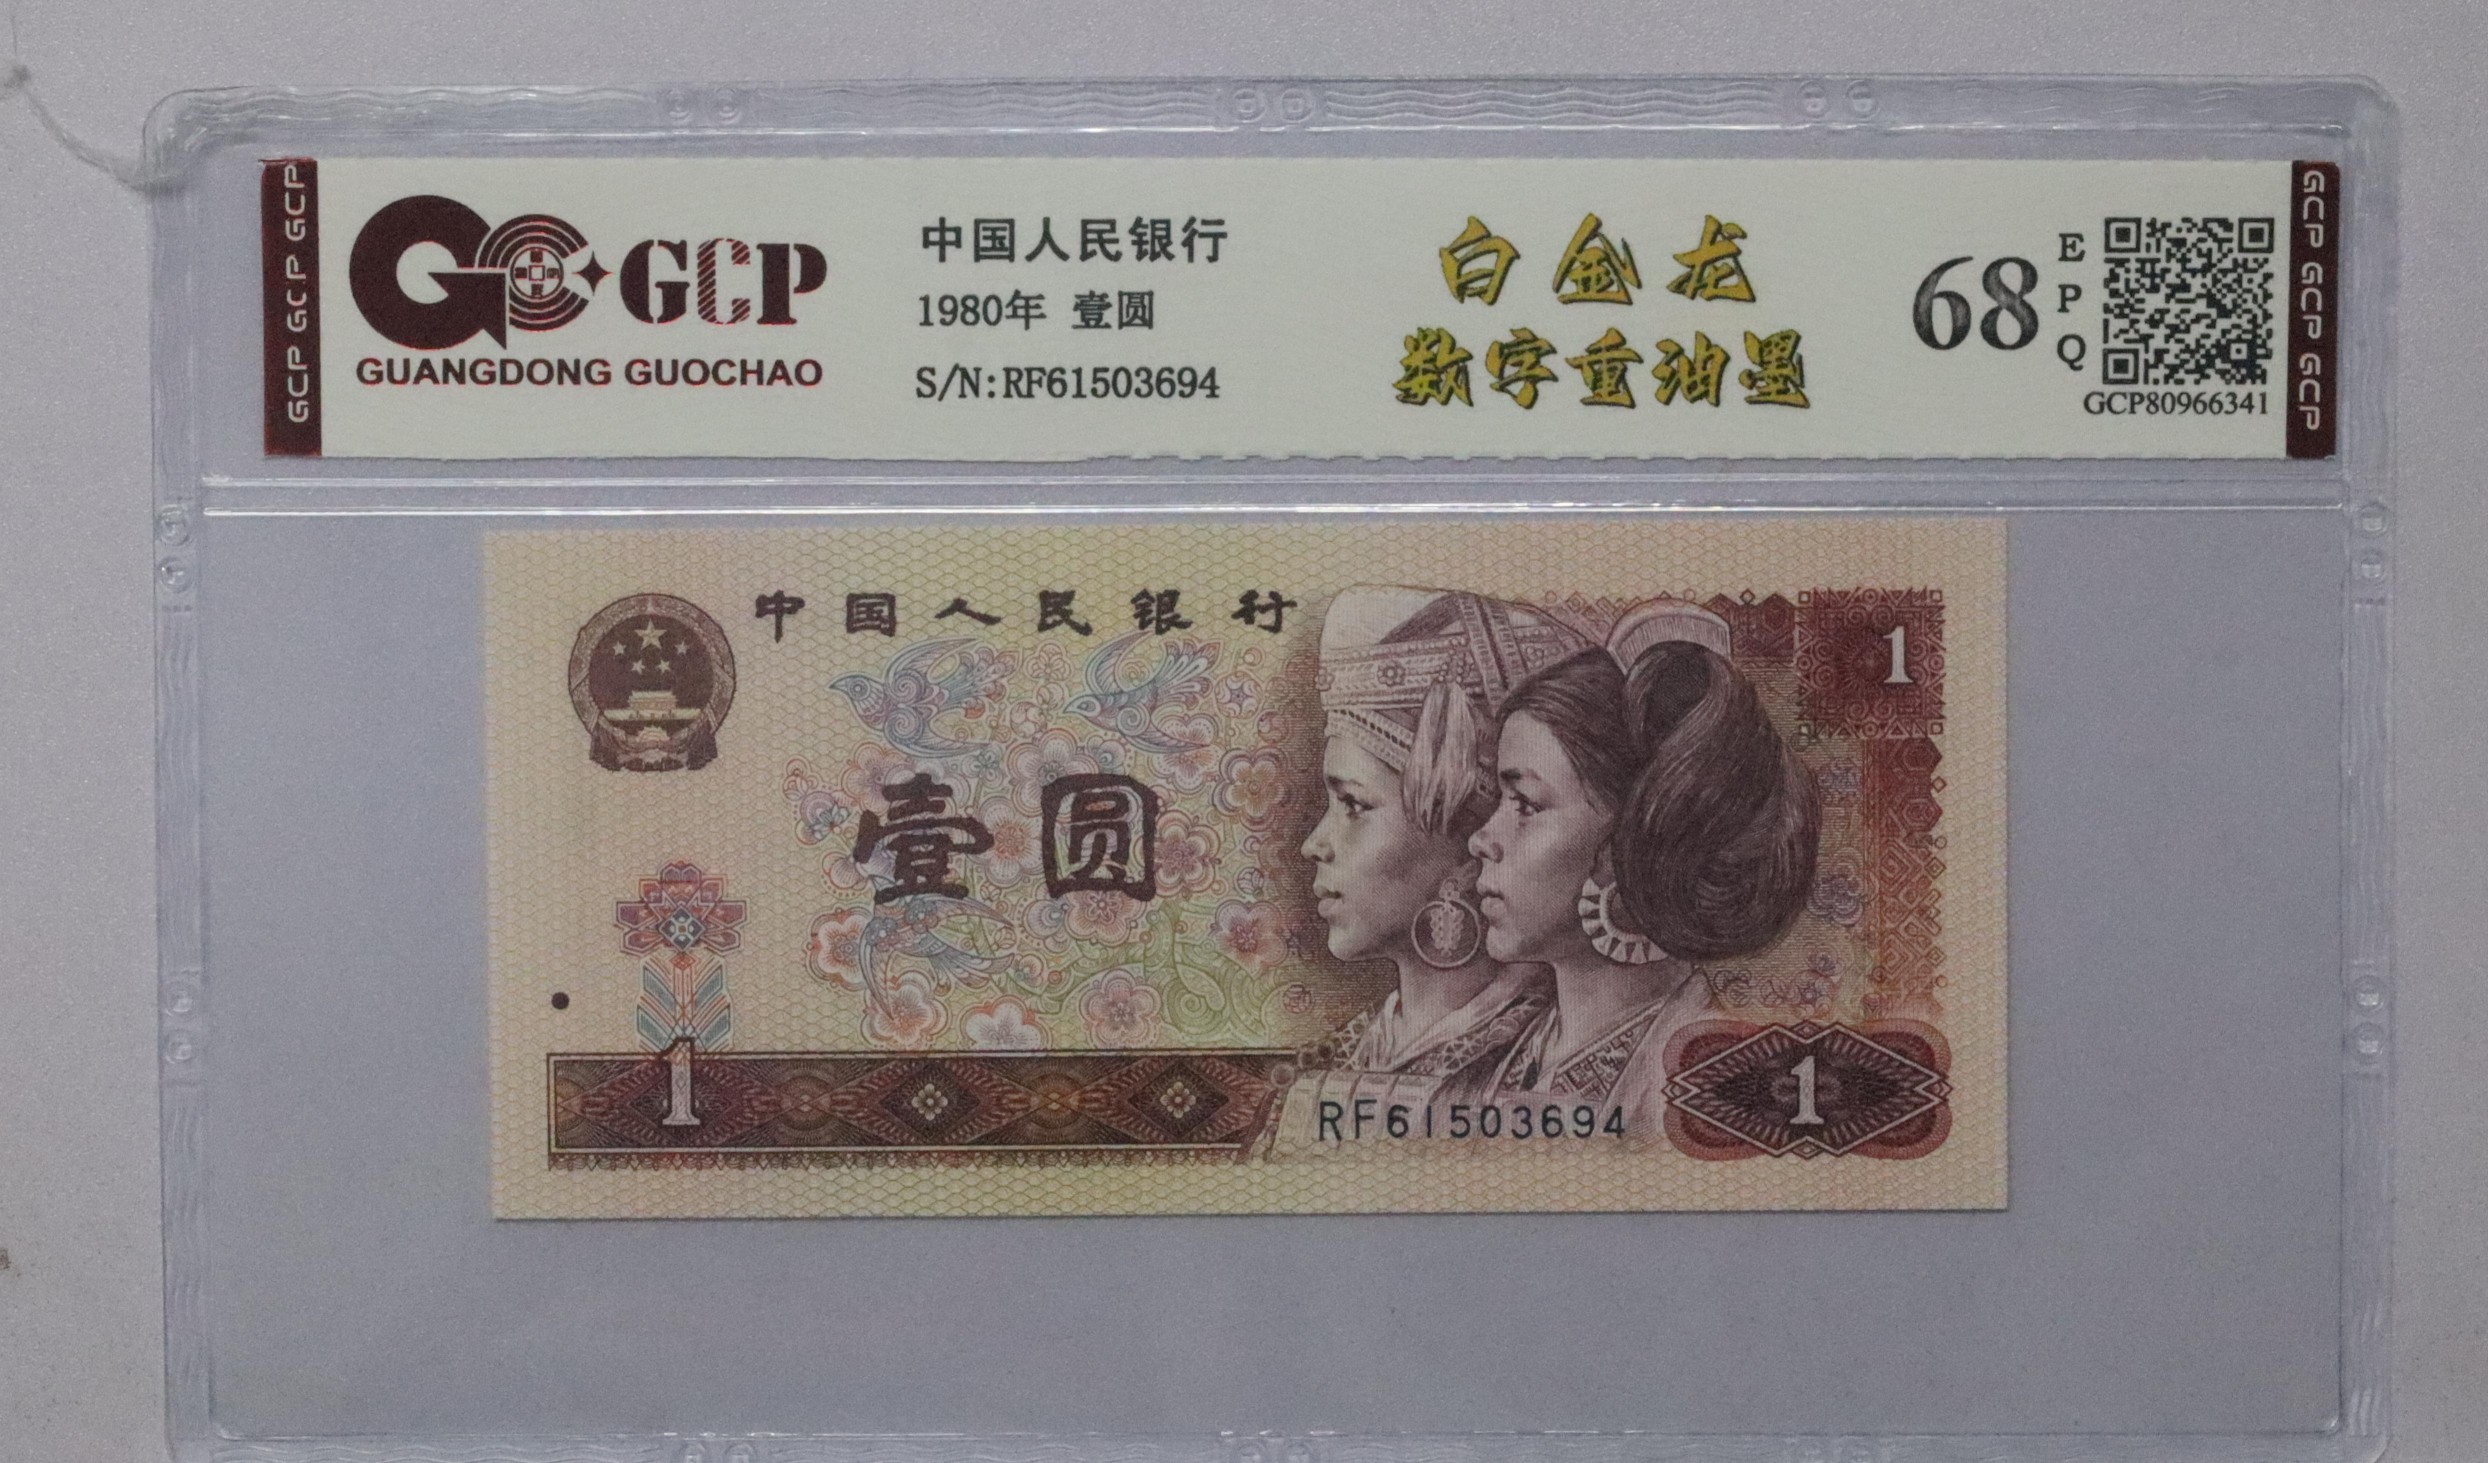 GCP GCP GCP
GCP
GUANGDONG GUOCHAO
中国人民银行
1980年 壹圆
S/N:RF61503694
白金龙
数字重油墨
68
E
P
Q
GCP80966341
GCP GCP GCP
中国人民银行
1
壹圆
1
RF61503694
1